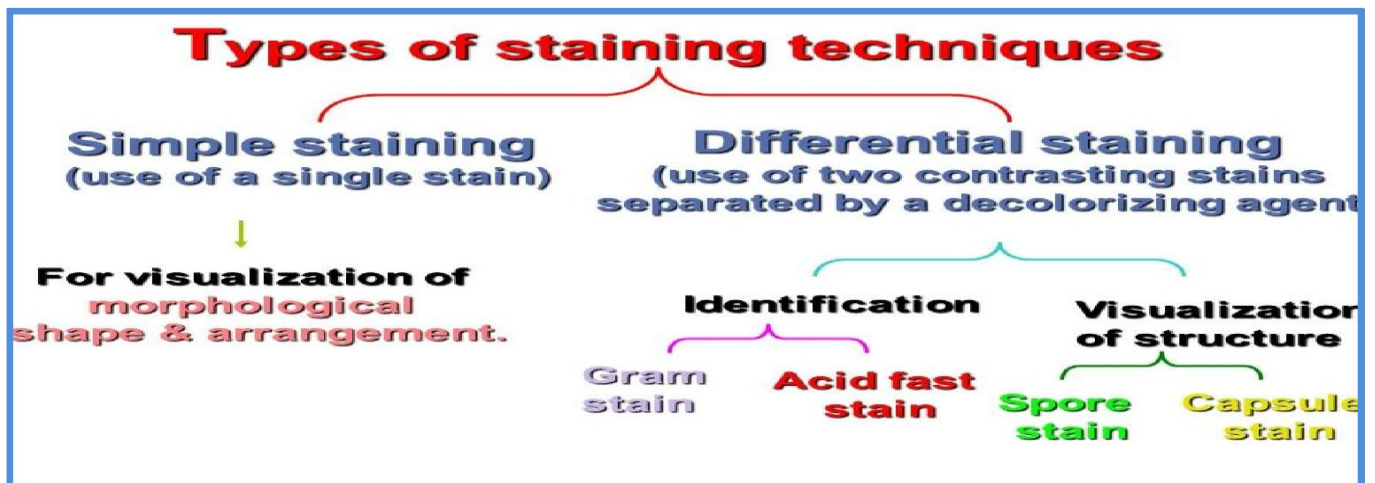 Types of staining techniques
Simple staining
(use of a single stain)
For visualization of
morphological
shape & arrangement.
Differential staining
(use of two contrasting stains
separated by a decolorizing agent
Identification
Gram
stain
Acid fast
stain
Visualization
of structure
Spore
stain
Capsule
stain